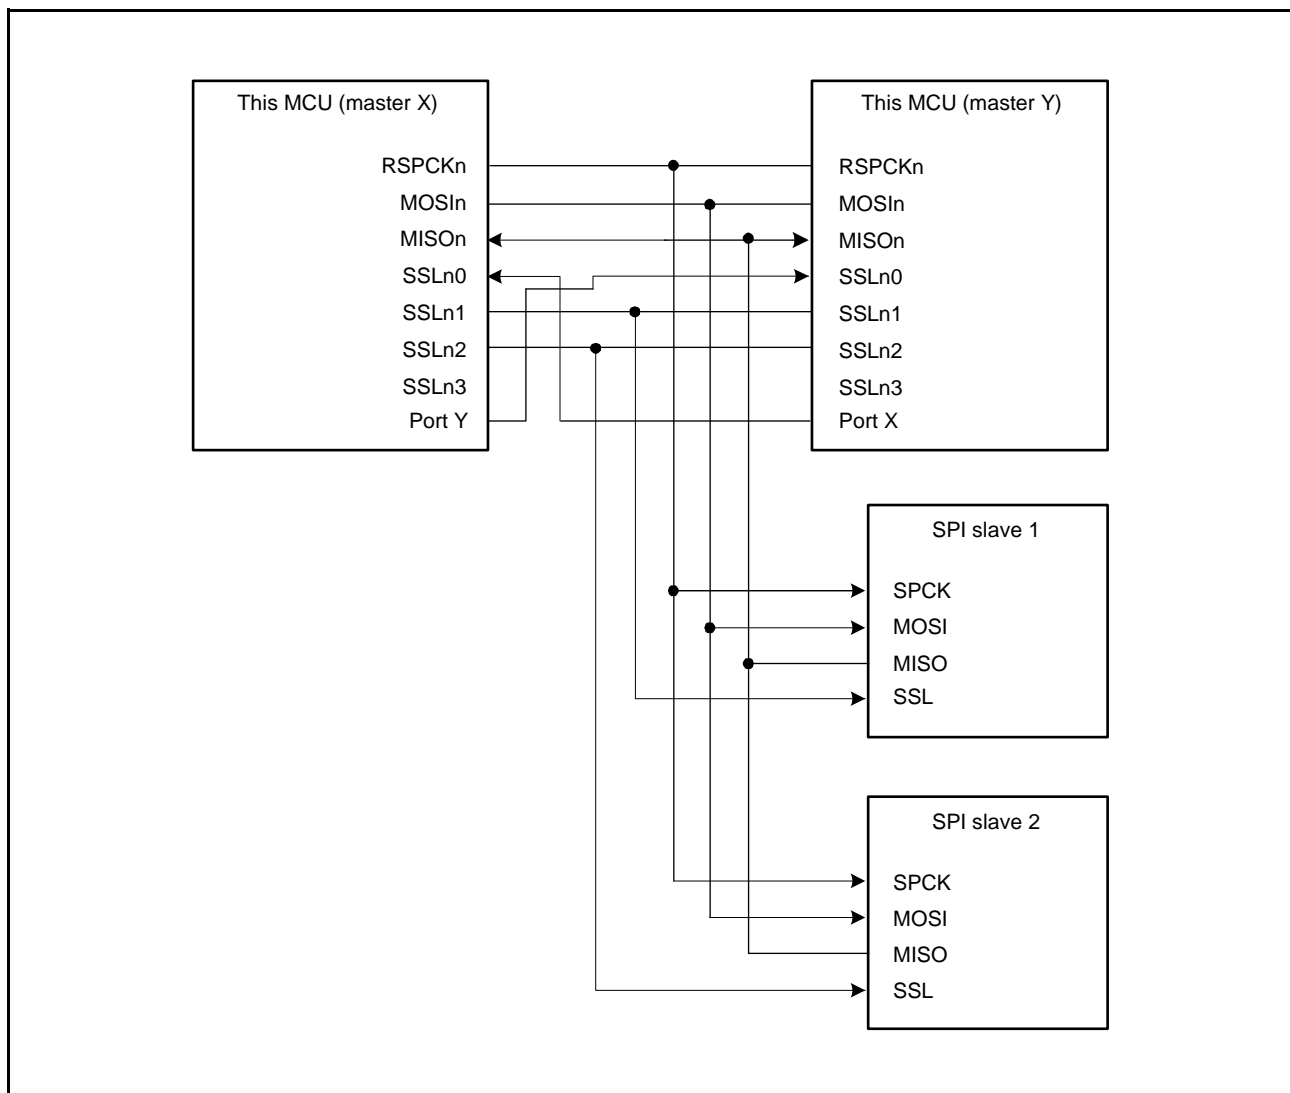 This MCU (master X)
RSPCKn
MOSIn
MISOn
SSLn0
SSLn1
SSLn2
SSLn3
Port Y
This MCU (master Y)
RSPCKn
MOSIn
MISOn
SSLn0
SSLn1
SSLn2
SSLn3
Port X
SPI slave 1
SPCK
MOSI
MISO
SSL
SPI slave 2
SPCK
MOSI
MISO
SSL